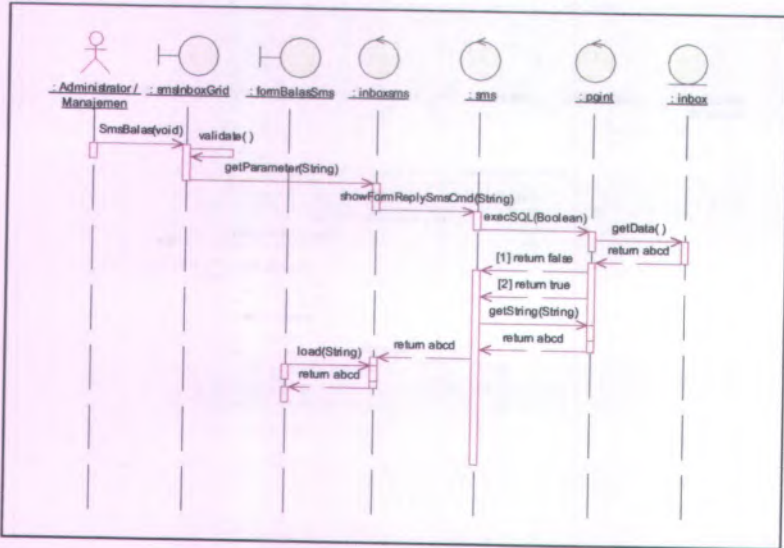 : Administrator /
Manajemen
: smsInboxGrid
: formBalasSms
: inboxsms
: sms
: pgint
: inbox
SmsBalas(void)
validate( )
getParameter(String)
showFormReplySmsCmd(String)
execSQL(Boolean)
getData( )
return abcd
[1] return false
[2] return true
getString(String)
return abcd
return abcd
load(String)
return abcd